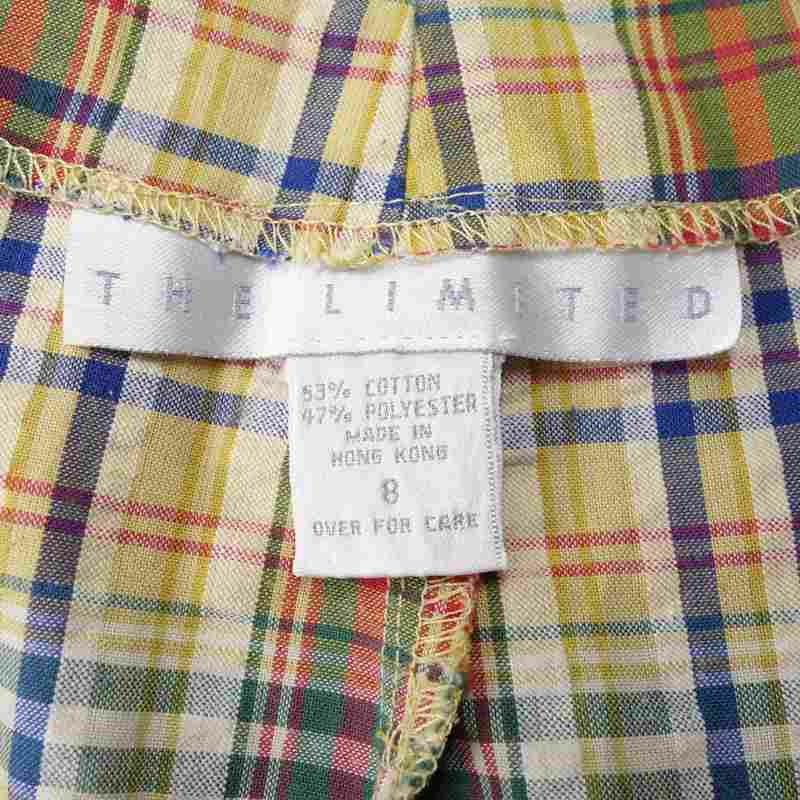 THE LIMITED
53% COTTON
47% POLYESTER
MADE IN
HONG KONG
8
OVER FOR CARE